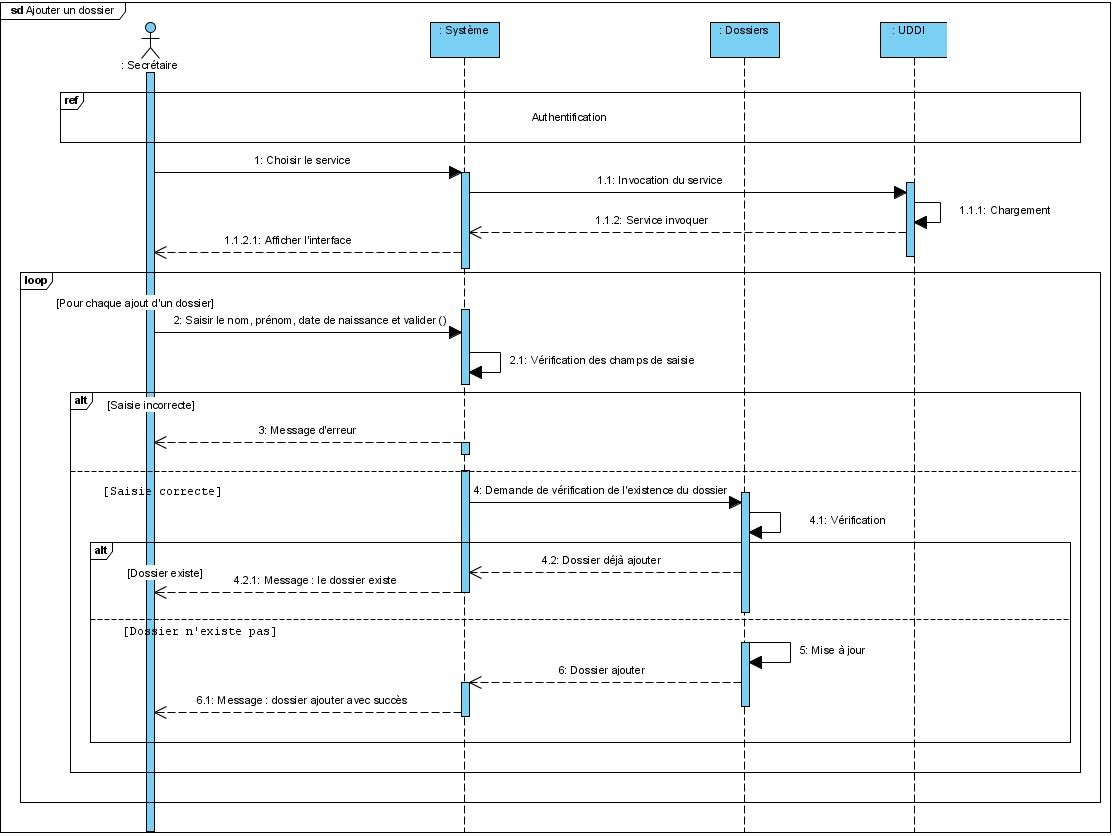 sd Ajouter un dossier
: Secrétaire
: Système
: Dossiers
: UDDI
ref
Authentification
1: Choisir le service
1.1: Invocation du service
1.1.1: Chargement
1.1.2: Service invoquer
1.1.2.1: Afficher l'interface
loop
[Pour chaque ajout d'un dossier]
2: Saisir le nom, prénom, date de naissance et valider ()
2.1: Vérification des champs de saisie
alt
[Saisie incorrecte]
3: Message d'erreur
[Saisie correcte]
4: Demande de vérification de l'existence du dossier
4.1: Vérification
alt
4.2: Dossier déjà ajouter
[Dossier existe]
4.2.1: Message : le dossier existe
[Dossier n'existe pas]
5: Mise à jour
6: Dossier ajouter
6.1: Message : dossier ajouter avec succès